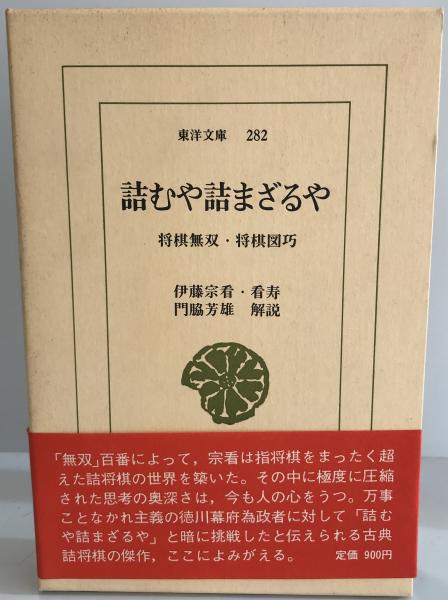 東洋文庫 282
詰むや詰まざるや
将棋無双・将棋図巧
伊藤宗看・看寿
門脇芳雄 解説
「無双」百番によって，宗看は指将棋をまったく超
えた詰将棋の世界を築いた。その中に極度に圧縮
された思考の奥深さは，今も人の心をうつ。万事
ことなかれ主義の徳川幕府為政者に対して「詰む
や詰まざるや」と暗に挑戦したと伝えられる古典
詰将棋の傑作，ここによみがえる。 定価 900円